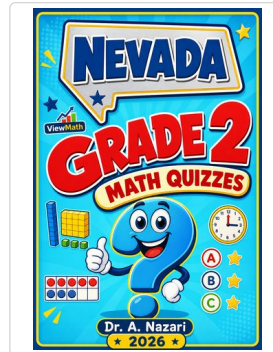 NEVADA
ViewMath
GRADE 2
MATH QUIZZES
A
B
C
Dr. A. Nazari
2026